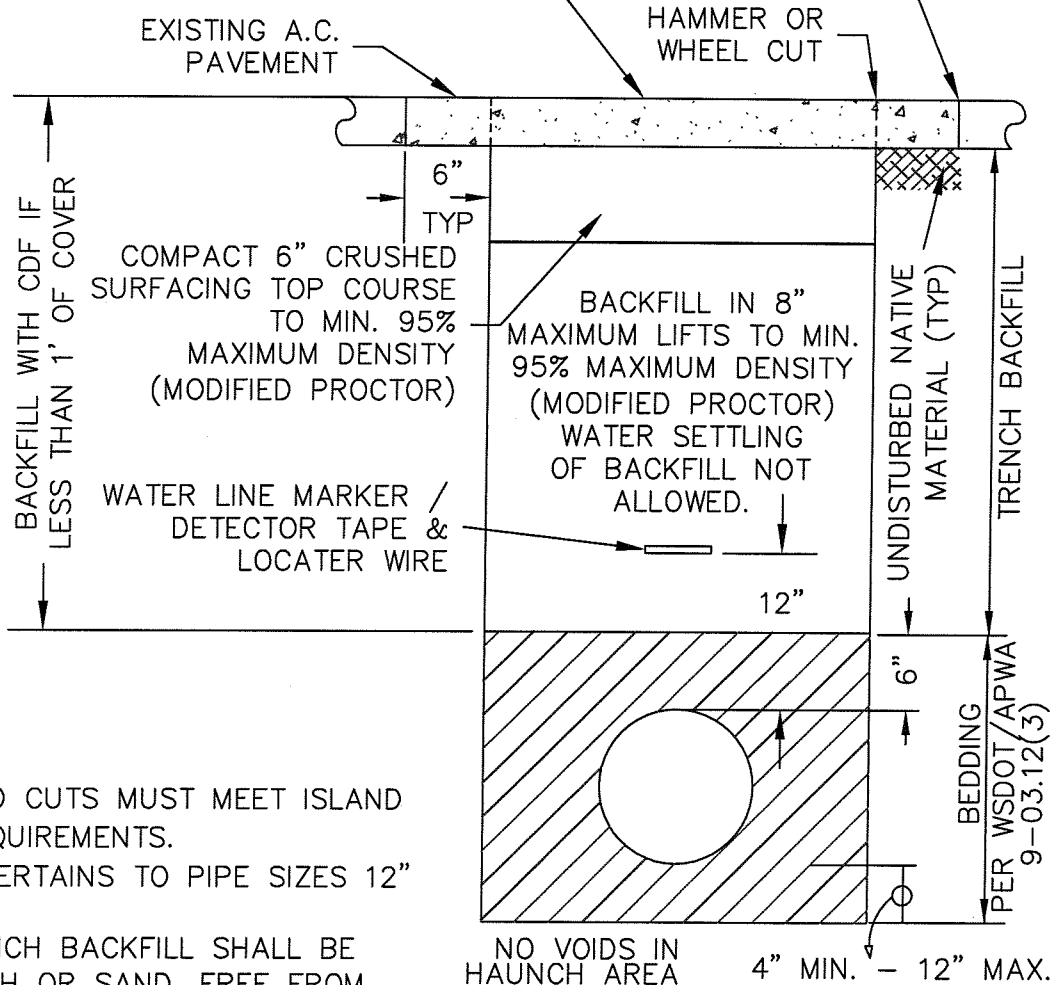 EXISTING A.C.
PAVEMENT
HAMMER OR
WHEEL CUT
BACKFILL WITH CDF IF
LESS THAN 1' OF COVER
6"
TYP
COMPACT 6" CRUSHED
SURFACING TOP COURSE
TO MIN. 95%
MAXIMUM DENSITY
(MODIFIED PROCTOR)
BACKFILL IN 8"
MAXIMUM LIFTS TO MIN.
95% MAXIMUM DENSITY
(MODIFIED PROCTOR)
WATER SETTLING
OF BACKFILL NOT
ALLOWED.
UNDISTURBED NATIVE
MATERIAL (TYP)
TRENCH BACKFILL
WATER LINE MARKER /
DETECTOR TAPE &
LOCATER WIRE
12"
6"
BEDDING
PER WSDOT/APWA
9-03.12(3)
CUTS MUST MEET ISLAND
QUIREMENTS.
ERTAINS TO PIPE SIZES 12"
NCH BACKFILL SHALL BE
H OR SAND, FREE FROM
NO VOIDS IN
HAUNCH AREA
4" MIN. - 12" MAX.